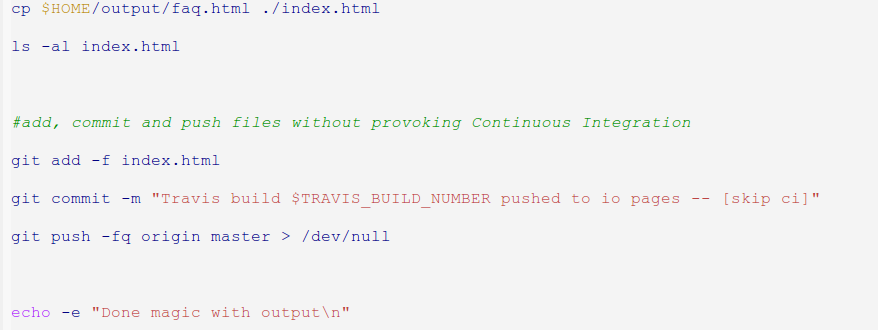 cp $HOME/output/faq.html ./index.html
ls -al index.html
#add, commit and push files without provoking Continuous Integration
git add -f index.html
git commit -m "Travis build $TRAVIS_BUILD_NUMBER pushed to io pages -- [skip ci]"
git push -fq origin master > /dev/null
echo -e "Done magic with output\n"